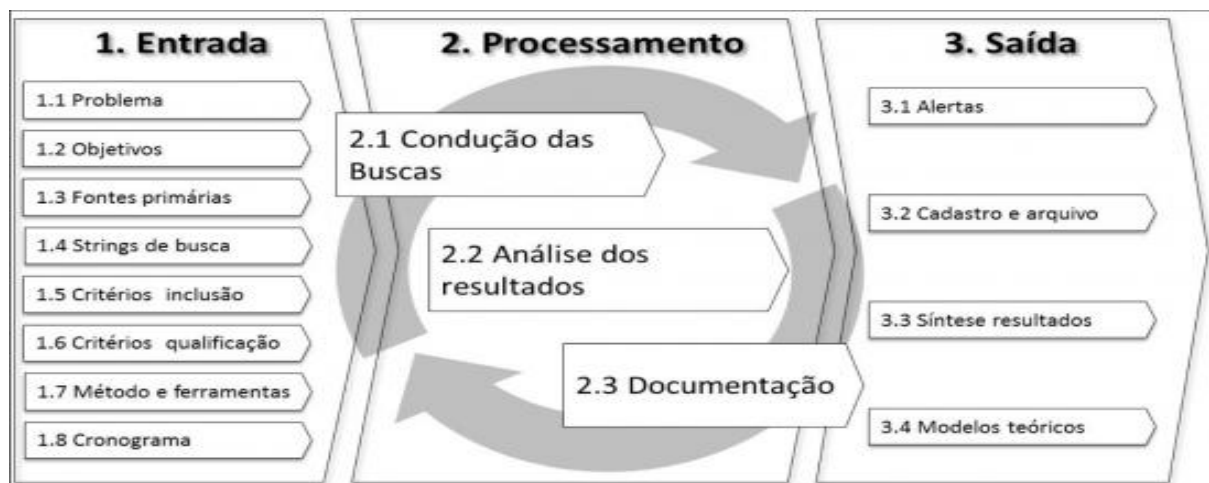 1. Entrada
1.1 Problema
1.2 Objetivos
1.3 Fontes primárias
1.4 Strings de busca
1.5 Critérios inclusão
1.6 Critérios qualificação
1.7 Método e ferramentas
1.8 Cronograma
2. Processamento
2.1 Condução das
Buscas
2.2 Análise dos
resultados
2.3 Documentação
3. Saída
3.1 Alertas
3.2 Cadastro e arquivo
3.3 Síntese resultados
3.4 Modelos teóricos